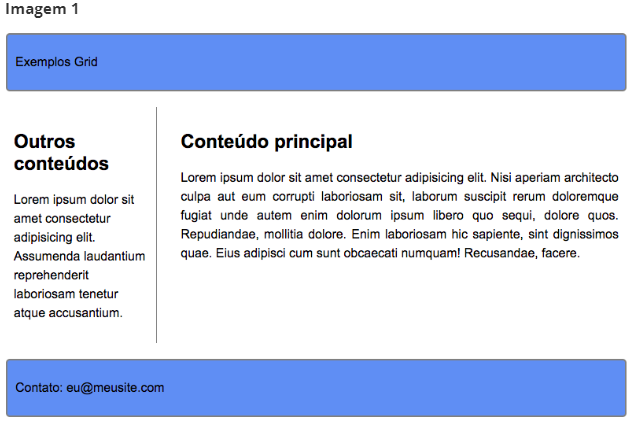 Imagem 1
Exemplos Grid
Outros
conteúdos
Lorem ipsum dolor sit
amet consectetur
adipisicing elit.
Assumenda laudantium
reprehenderit
laboriosam tenetur
atque accusantium.
Conteúdo principal
Lorem ipsum dolor sit amet consectetur adipisicing elit. Nisi aperiam architecto
culpa aut eum corrupti laboriosam sit, laborum suscipit rerum doloremque
fugiat unde autem enim dolorum ipsum libero quo sequi, dolore quos.
Repudiandae, mollitia dolore. Enim laboriosam hic sapiente, sint dignissimos
quae. Eius adipisci cum sunt obcaecati numquam! Recusandae, facere.
Contato: eu@meusite.com